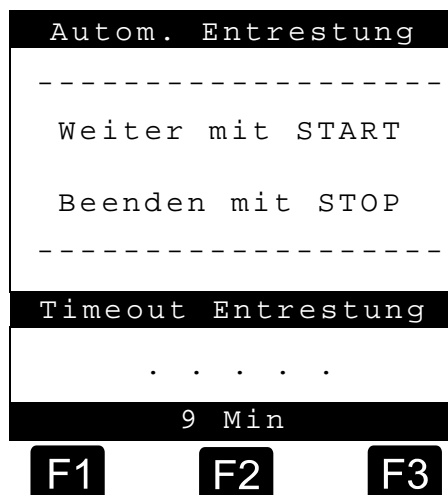 Autom. Entrestung
-------------------
Weiter mit START
Beenden mit STOP
-------------------
Timeout Entrestung
. . . . .
9 Min
F1 F2 F3